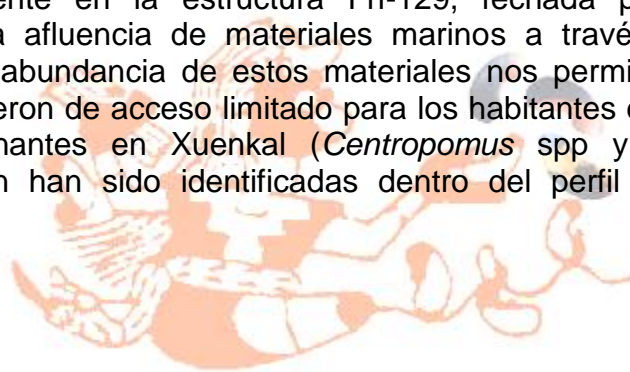 ente en la estructura Fn-129, fechada p
a afluencia de materiales marinos a travé
abundancia de estos materiales nos permi
eron de acceso limitado para los habitantes
nantes en Xuenkal (Centropomus spp y
n han sido identificadas dentro del perfil